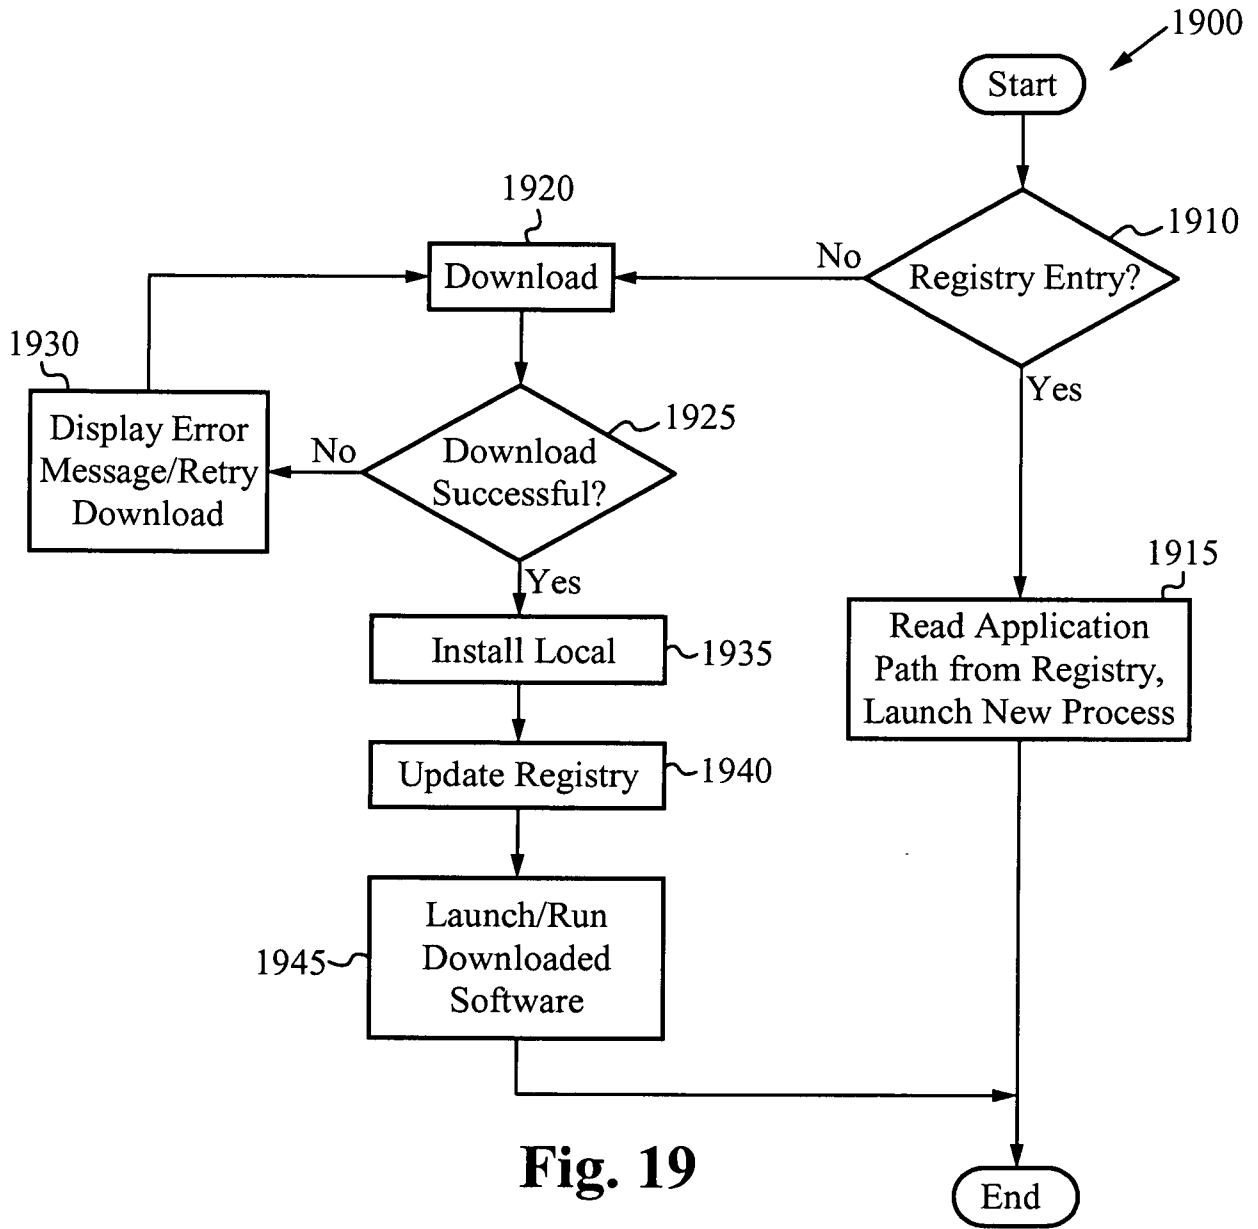 1900
Start
1920
1910
No
Download
Registry Entry?
1930
Yes
1925
Display Error
Message/Retry
Download
No
Download
Successful?
Yes
1915
Install Local
1935
Read Application
Path from Registry,
Launch New Process
Update Registry
1940
Launch/Run
Downloaded
Software
1945
Fig. 19
End